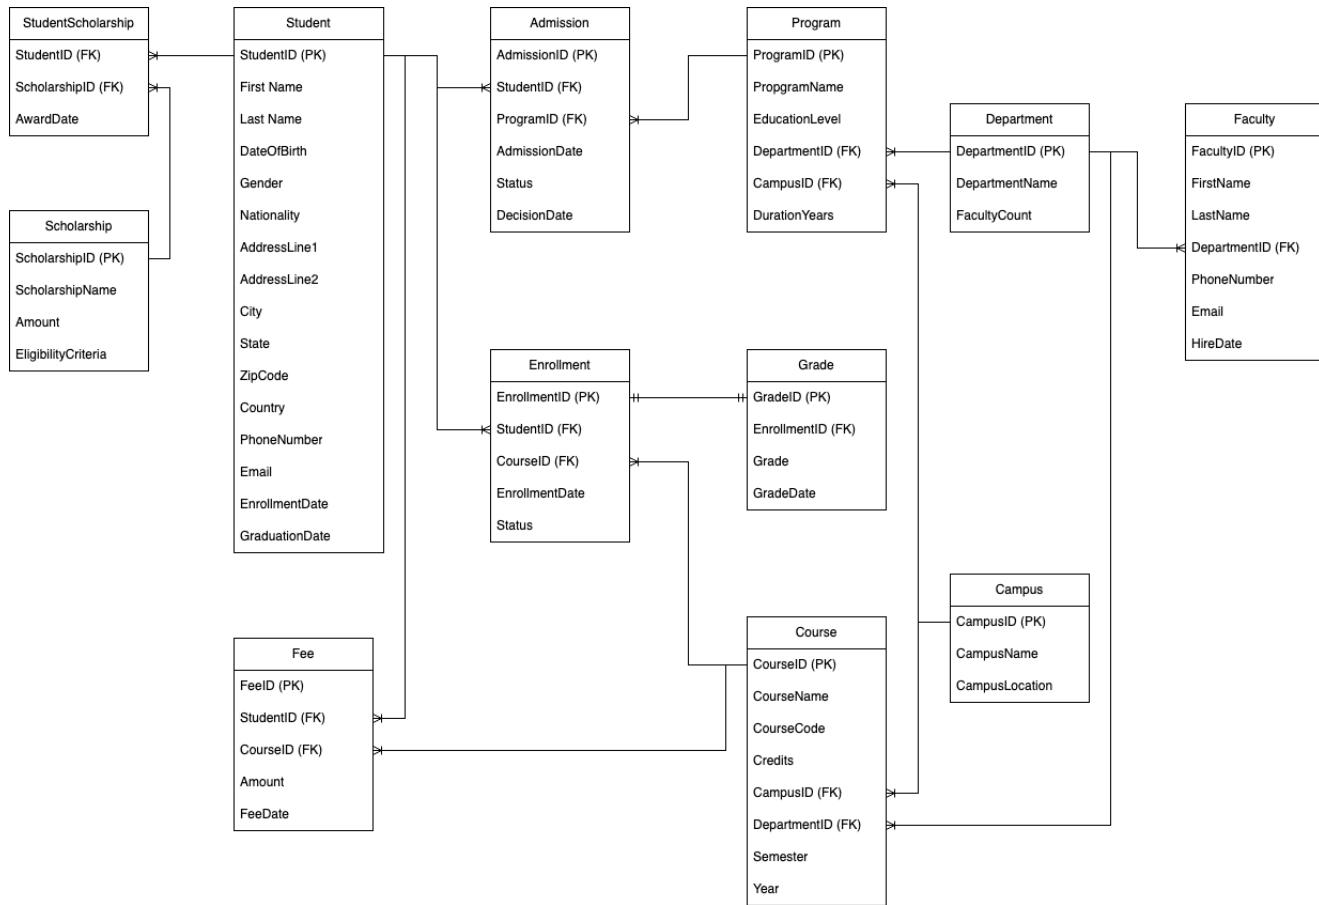 StudentScholarship
StudentID (FK)
ScholarshipID (FK)
AwardDate
Scholarship
ScholarshipID (PK)
ScholarshipName
Amount
EligibilityCriteria
Student
StudentID (PK)
First Name
Last Name
DateOfBirth
Gender
Nationality
AddressLine1
AddressLine2
City
State
ZipCode
Country
PhoneNumber
Email
EnrollmentDate
GraduationDate
Fee
FeeID (PK)
StudentID (FK)
CourseID (FK)
Amount
FeeDate
Admission
AdmissionID (PK)
StudentID (FK)
ProgramID (FK)
AdmissionDate
Status
DecisionDate
Enrollment
EnrollmentID (PK)
StudentID (FK)
CourseID (FK)
EnrollmentDate
Status
Program
ProgramID (PK)
PropgramName
EducationLevel
DepartmentID (FK)
CampusID (FK)
DurationYears
Grade
GradeID (PK)
EnrollmentID (FK)
Grade
GradeDate
Course
CourseID (PK)
CourseName
CourseCode
Credits
CampusID (FK)
DepartmentID (FK)
Semester
Year
Department
DepartmentID (PK)
DepartmentName
FacultyCount
Campus
CampusID (PK)
CampusName
CampusLocation
Faculty
FacultyID (PK)
FirstName
LastName
DepartmentID (FK)
PhoneNumber
Email
HireDate